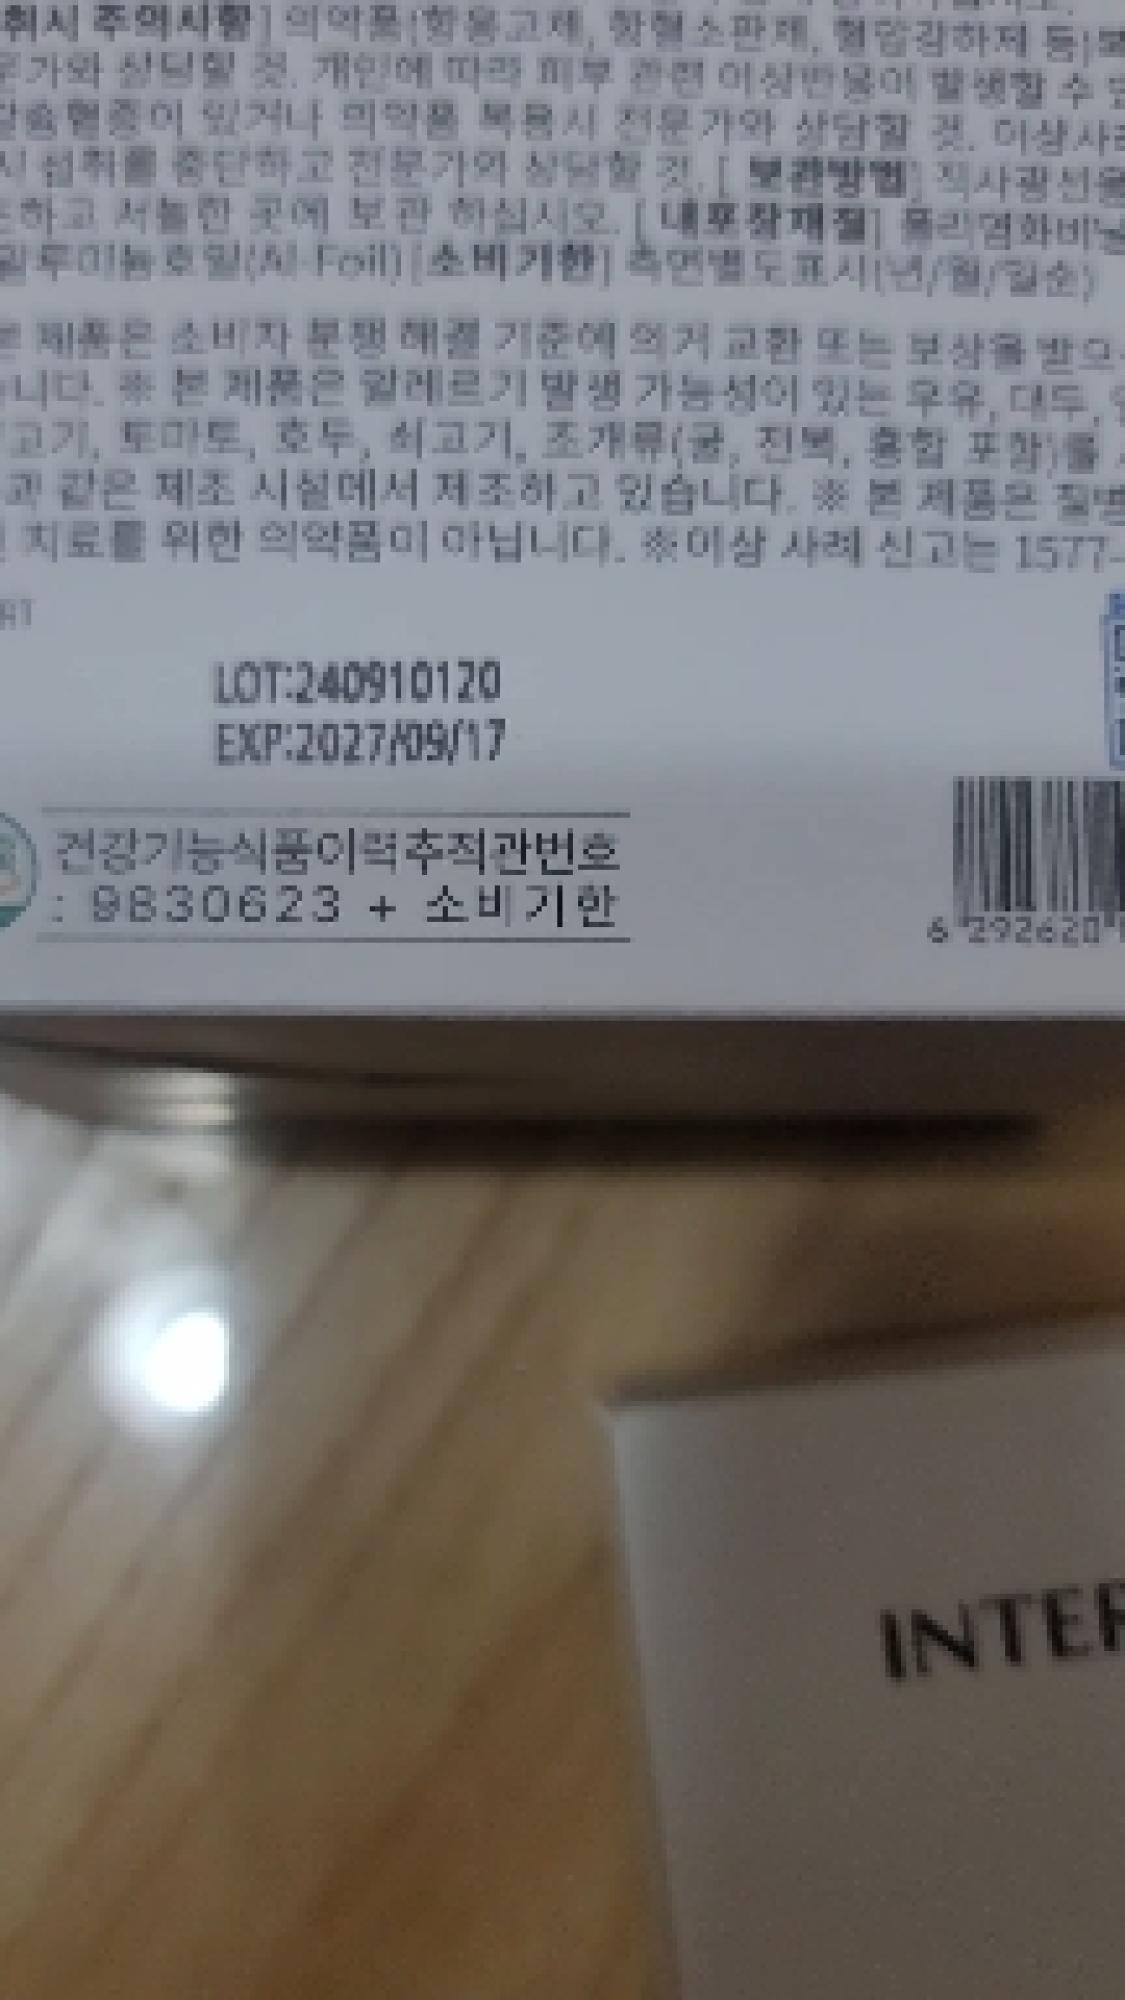 취시 주의사항] 의약품(항응고제, 항혈소판제, 혈압강하제 등)
문가와 상담할 것. 개인에 따라 피부 관련 이상반응이 발생할 수
당혈증이 있거나 의약품 복용시 전문가와 상담할 것. 이상사례
시 섭취를 중단하고 전문가와 상담할 것. [ 보관방법] 직사광선을
하고 서늘한 곳에 보관 하십시오. [ 내포장재질] 폴리염화비닐
알루미늄호일(Al-Foil) [소비기한] 측면별도표시(년/월/일순)
본 제품은 소비자 분쟁 해결 기준에 의거 교환 또는 보상을 받으
습니다. ※ 본 제품은 알레르기 발생 가능성이 있는 우유, 대두,
고기, 토마토, 호두, 쇠고기, 조개류(굴, 전복, 홍합 포함)를
과 같은 제조 시설에서 제조하고 있습니다. ※ 본 제품은 질병
치료를 위한 의약품이 아닙니다. ※이상 사례 신고는 1577-
LOT:240910120
EXP:2027/09/17
건강기능식품이력추적관번호
: 9830623 + 소비기한
6 292620
INTER